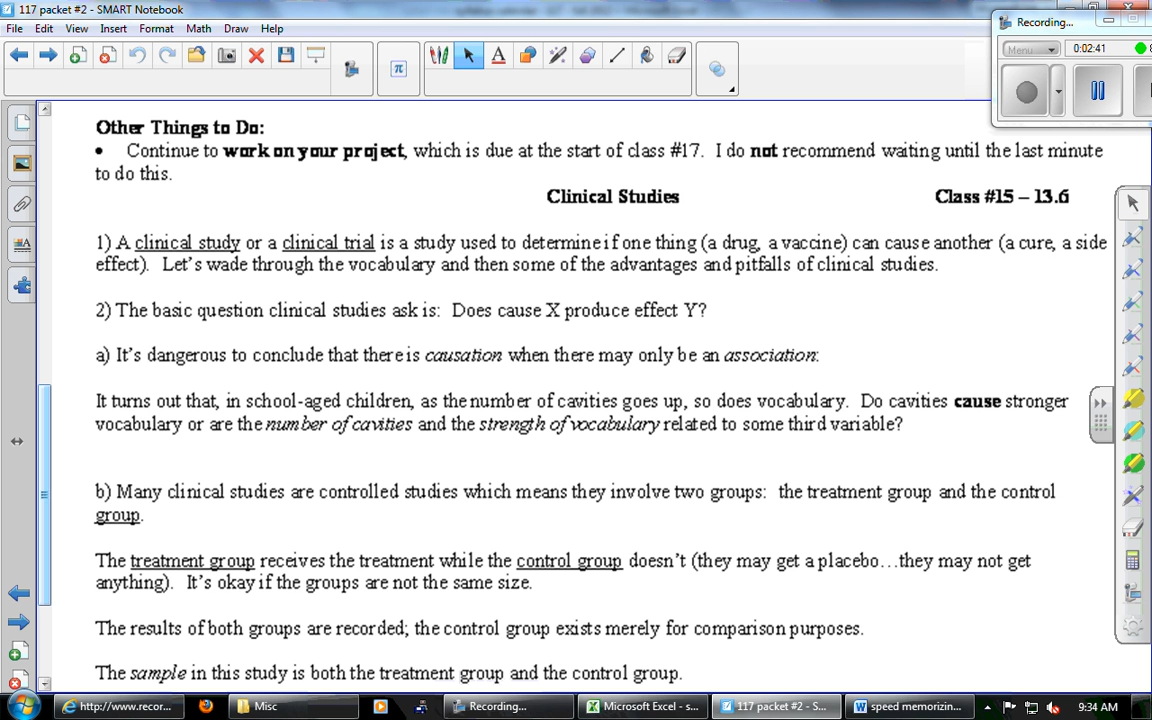 117 packet #2 - SMART Notebook
File Edit View Insert Format Math Draw Help
Recording...
Menu
0:02:41
π
A
Other Things to Do:
• Continue to work on your project, which is due at the start of class #17. I do not recommend waiting until the last minute
to do this.
Clinical Studies Class #15 – 13.6
1) A clinical study or a clinical trial is a study used to determine if one thing (a drug, a vaccine) can cause another (a cure, a side
effect). Let's wade through the vocabulary and then some of the advantages and pitfalls of clinical studies.
2) The basic question clinical studies ask is: Does cause X produce effect Y?
a) It's dangerous to conclude that there is causation when there may only be an association:
It turns out that, in school-aged children, as the number of cavities goes up, so does vocabulary. Do cavities cause stronger
vocabulary or are the number of cavities and the strength of vocabulary related to some third variable?
b) Many clinical studies are controlled studies which means they involve two groups: the treatment group and the control
group.
The treatment group receives the treatment while the control group doesn't (they may get a placebo...they may not get
anything). It's okay if the groups are not the same size.
The results of both groups are recorded; the control group exists merely for comparison purposes.
The sample in this study is both the treatment group and the control group.
http://www.recor... Misc Recording... Microsoft Excel - s... 117 packet #2 - S... speed memorizin... 9:34 AM